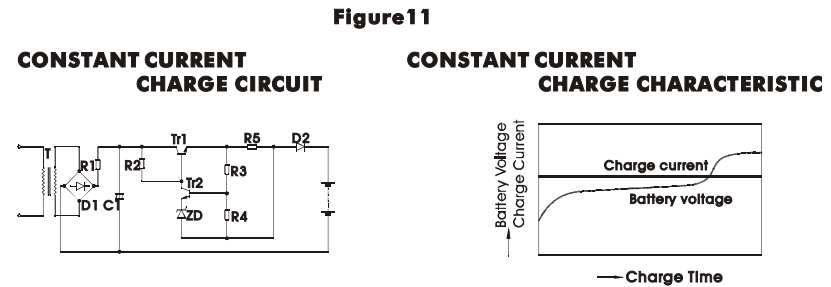 Figure11
CONSTANT CURRENT
CHARGE CIRCUIT
T
R1
D1
C1
R2
Tr1
Tr2
ZD
R3
R4
R5
D2
CONSTANT CURRENT
CHARGE CHARACTERISTIC
Battery Voltage
Charge Current
Charge current
Battery voltage
Charge Time